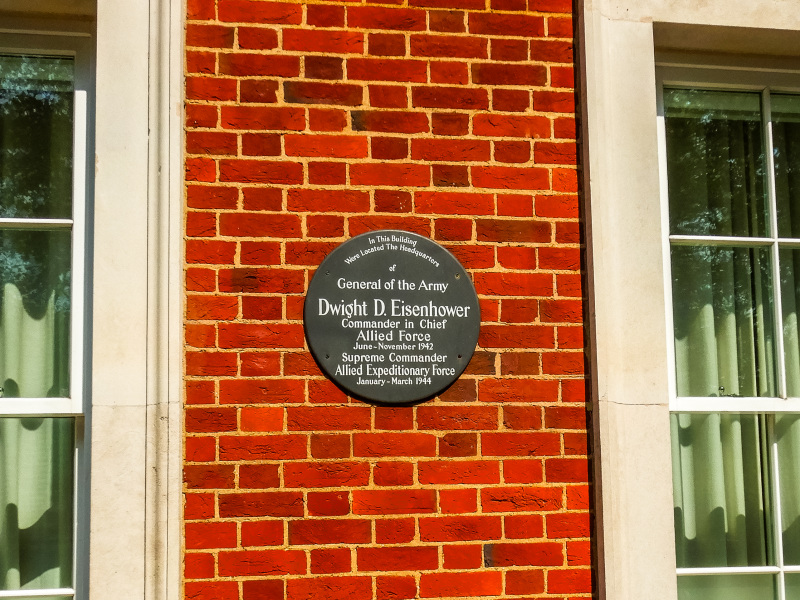 In This Building
Were Located The Headquarters
of
General of the Army
Dwight D. Eisenhower
Commander in Chief
Allied Force
June - November 1942
Supreme Commander
Allied Expeditionary Force
January - March 1944